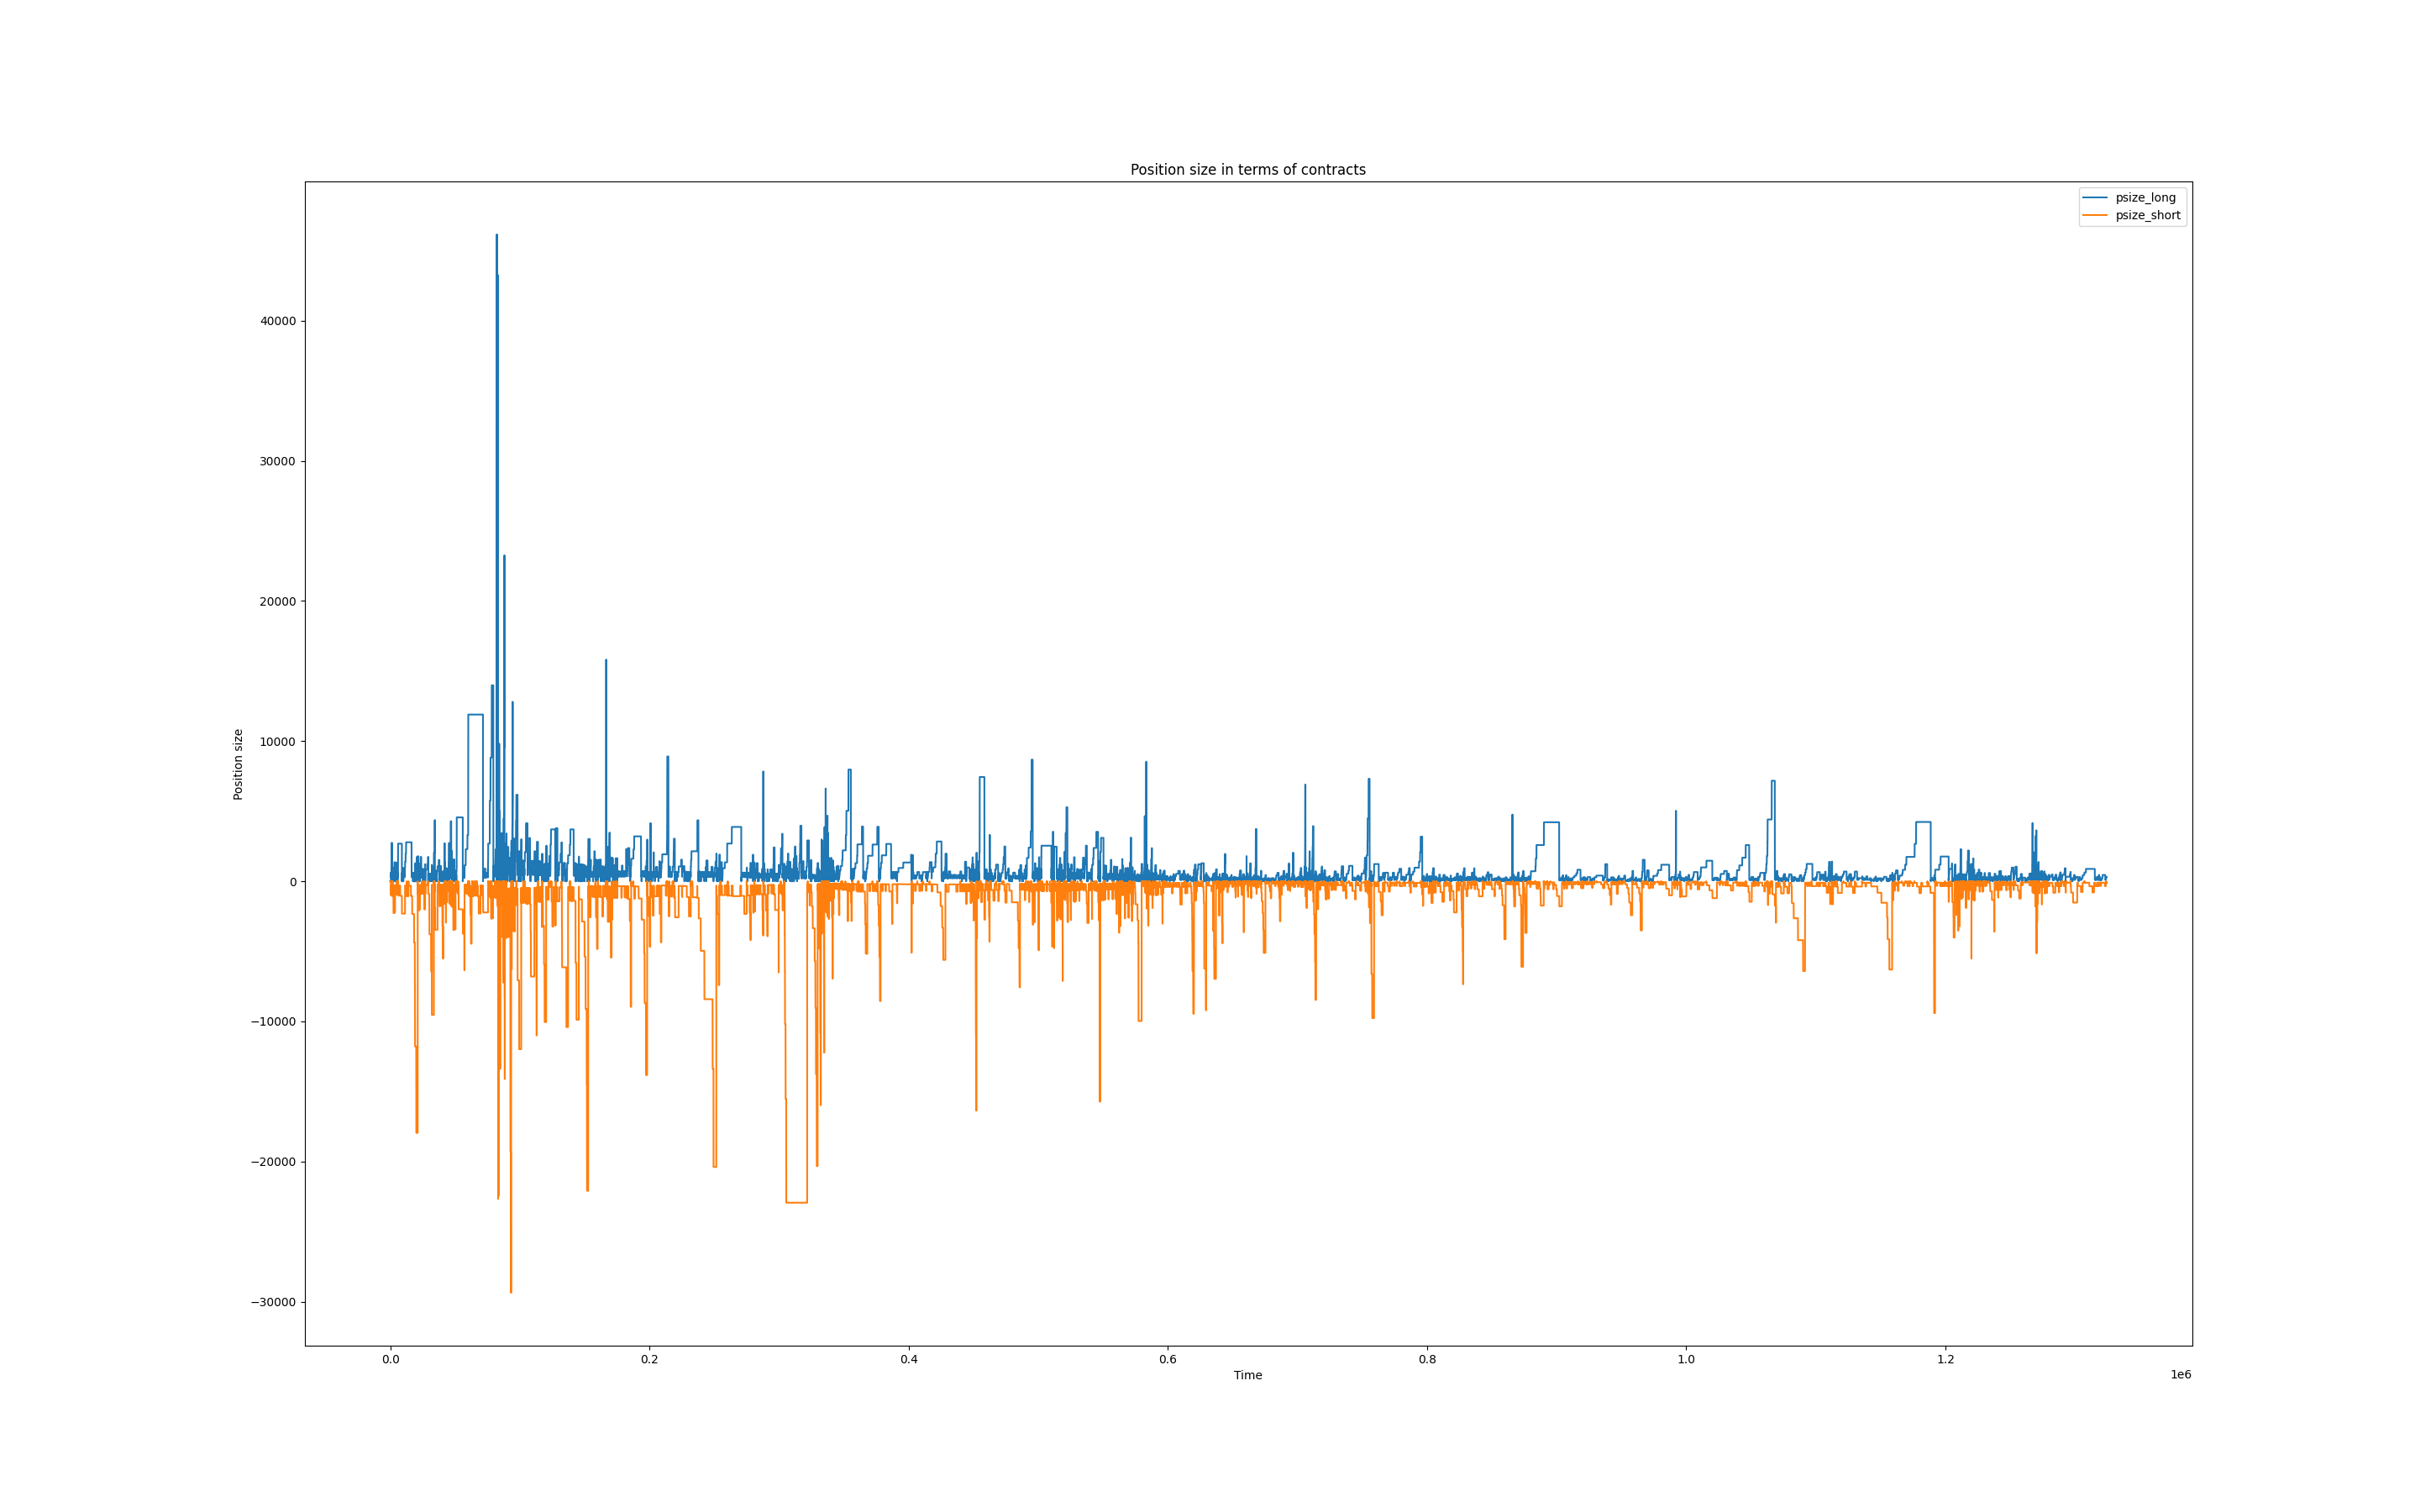 Position size in terms of contracts
psize_long
psize_short
40000
30000
20000
10000
0
−10000
−20000
−30000
Position size
0.0
0.2
0.4
0.6
0.8
1.0
1.2
Time
1e6